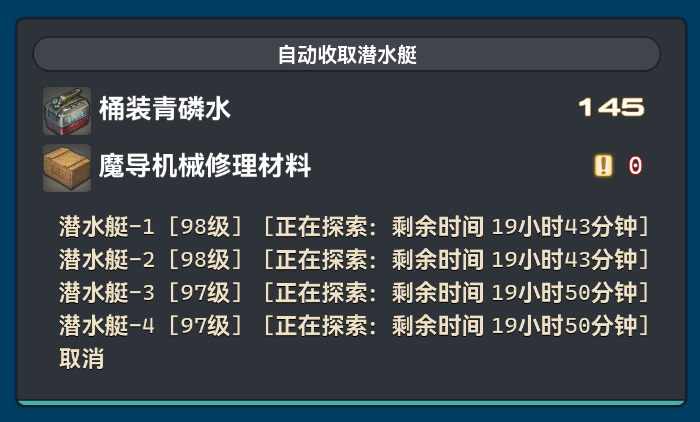 自动收取潜水艇
桶装青磷水 145
魔导机械修理材料 ! 0
潜水艇-1 [98级] [正在探索: 剩余时间 19小时43分钟]
潜水艇-2 [98级] [正在探索: 剩余时间 19小时43分钟]
潜水艇-3 [97级] [正在探索: 剩余时间 19小时50分钟]
潜水艇-4 [97级] [正在探索: 剩余时间 19小时50分钟]
取消